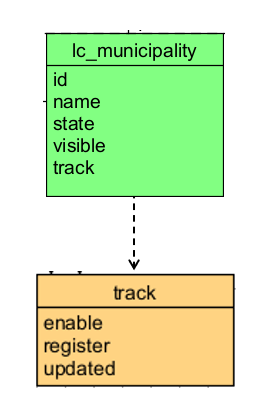 lc_municipality
id
name
state
visible
track
track
enable
register
updated